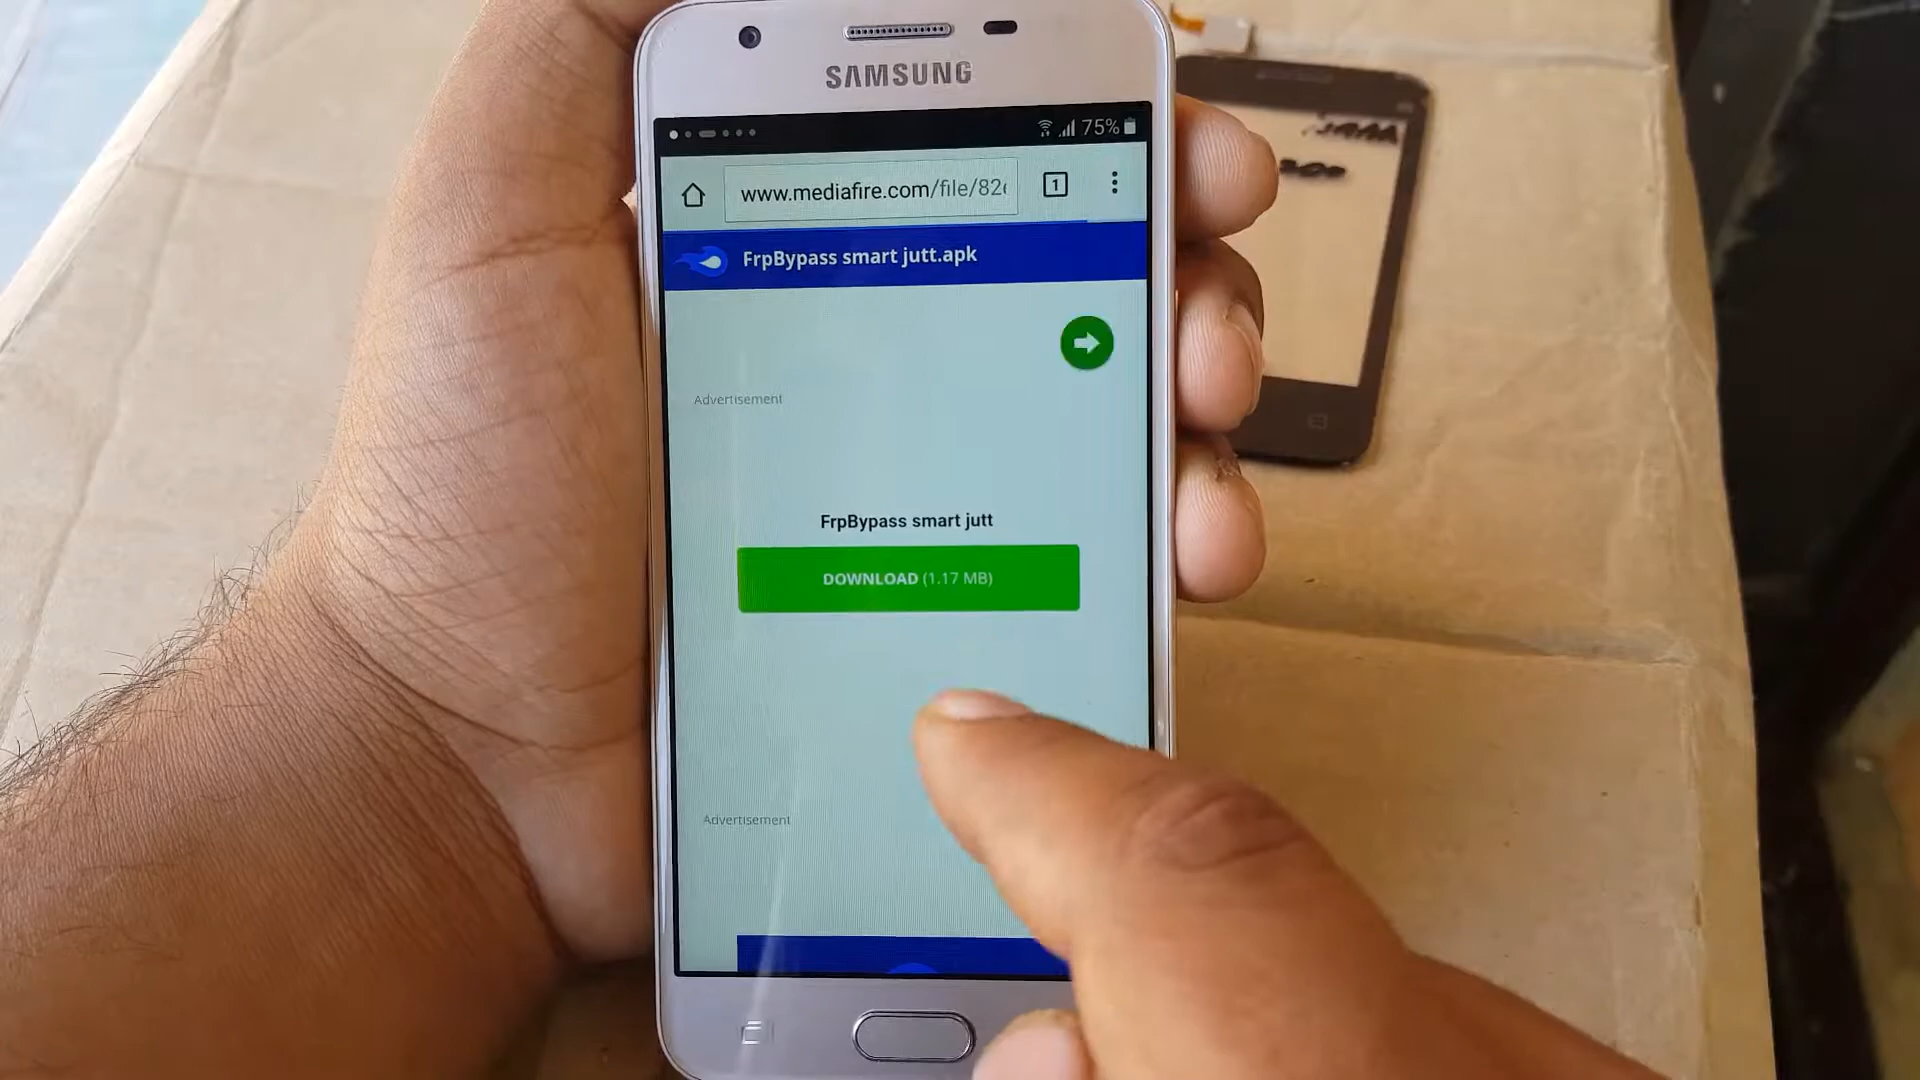 SAMSUNG
75%
www.mediafire.com/file/82
1
FrpBypass smart jutt.apk
Advertisement
FrpBypass smart jutt
DOWNLOAD (1.17 MB)
Advertisement